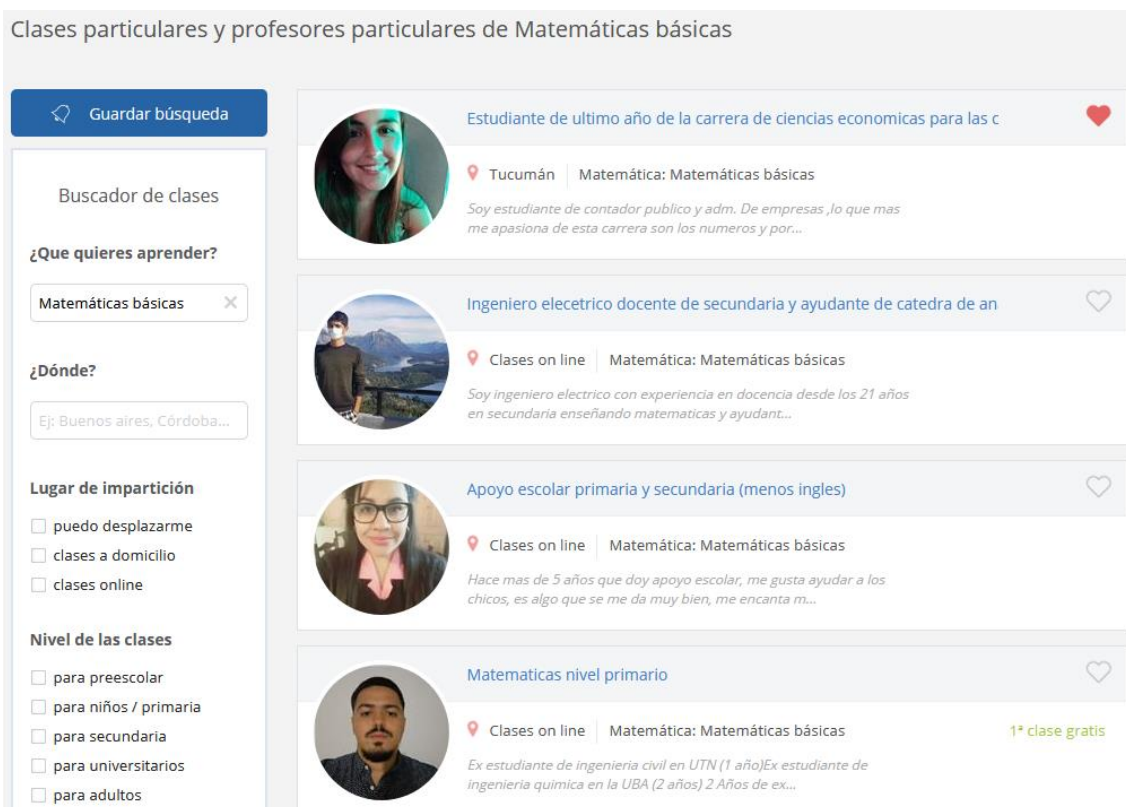 Clases particulares y profesores particulares de Matemáticas básicas
Guardar búsqueda
Buscador de clases
¿Que quieres aprender?
Matemáticas básicas
¿Dónde?
Ej: Buenos aires, Córdoba...
Lugar de impartición
puedo desplazarme
clases a domicilio
clases online
Nivel de las clases
para preescolar
para niños / primaria
para secundaria
para universitarios
para adultos
Estudiante de ultimo año de la carrera de ciencias economicas para las c
Tucumán Matemática: Matemáticas básicas
Soy estudiante de contador publico y adm. De empresas ,lo que mas
me apasiona de esta carrera son los numeros y por...
Ingeniero elecetrico docente de secundaria y ayudante de catedra de an
Clases on line Matemática: Matemáticas básicas
Soy ingeniero electrico con experiencia en docencia desde los 21 años
en secundaria enseñando matematicas y ayudant...
Apoyo escolar primaria y secundaria (menos ingles)
Clases on line Matemática: Matemáticas básicas
Hace mas de 5 años que doy apoyo escolar, me gusta ayudar a los
chicos, es algo que se me da muy bien, me encanta m...
Matematicas nivel primario
Clases on line Matemática: Matemáticas básicas 1ª clase gratis
Ex estudiante de ingenieria civil en UTN (1 año)Ex estudiante de
ingenieria quimica en la UBA (2 años) 2 Años de ex...